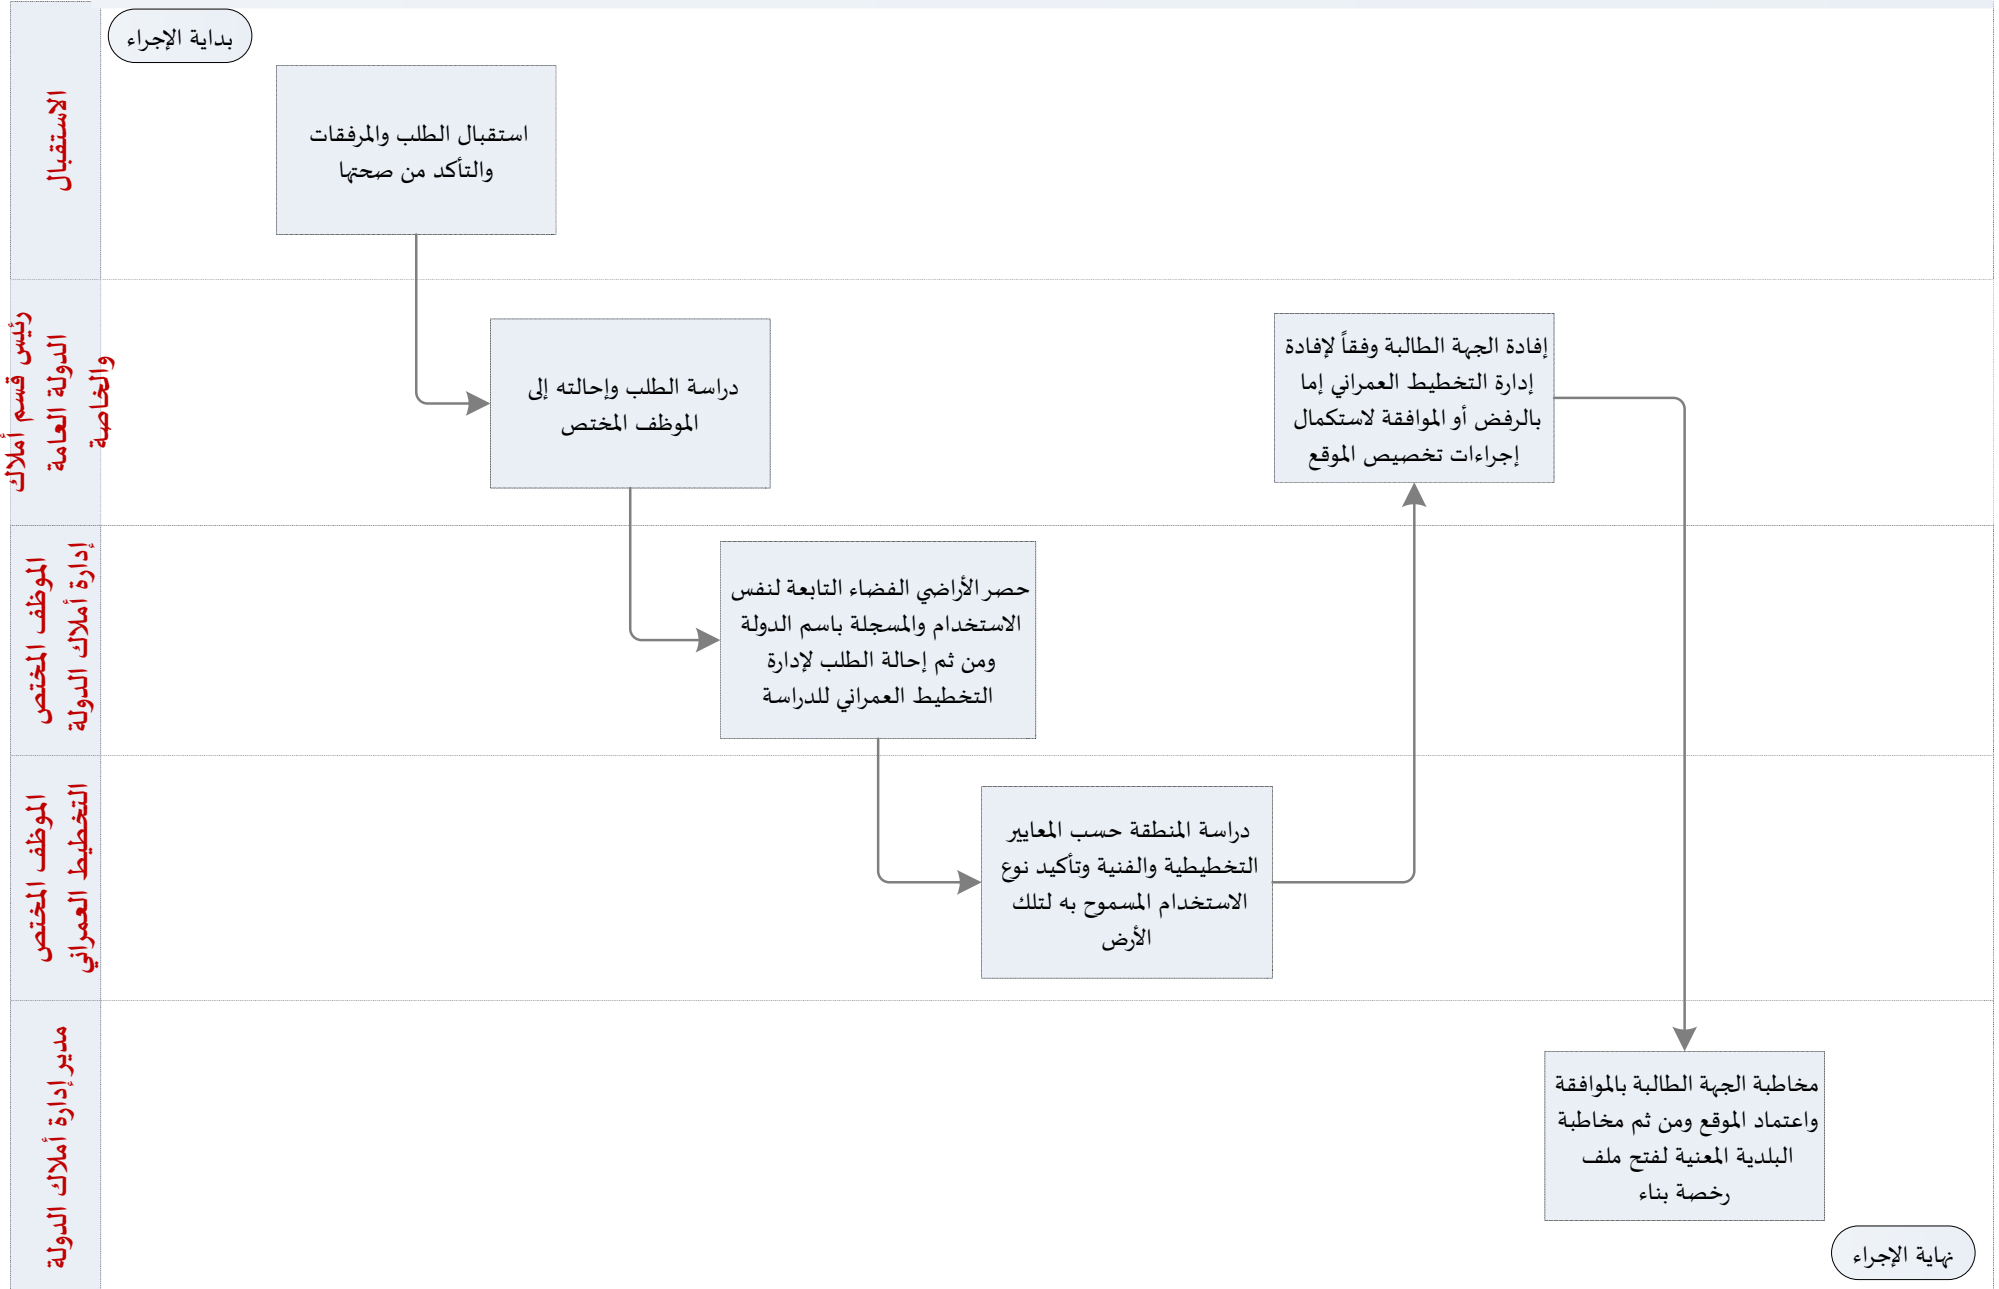 بداية الإجراء
الاستقبال
استقبال الطلب والمرفقات
والتأكد من صحتها
رئيس قسم أملاك
الدولة العامة
والخاصة
دراسة الطلب وإحالته إلى
الموظف المختص
إفادة الجهة الطالبة وفقاً لإفادة
إدارة التخطيط العمراني إما
بالرفض أو الموافقة لاستكمال
إجراءات تخصيص الموقع
الموظف المختص
إدارة أملاك الدولة
حصر الأراضي الفضاء التابعة لنفس
الاستخدام والمسجلة باسم الدولة
ومن ثم إحالة الطلب لإدارة
التخطيط العمراني للدراسة
الموظف المختص
التخطيط العمراني
دراسة المنطقة حسب المعايير
التخطيطية والفنية وتأكيد نوع
الاستخدام المسموح به لتلك
الأرض
مدير إدارة أملاك الدولة
مخاطبة الجهة الطالبة بالموافقة
واعتماد الموقع ومن ثم مخاطبة
البلدية المعنية لفتح ملف
رخصة بناء
نهاية الإجراء